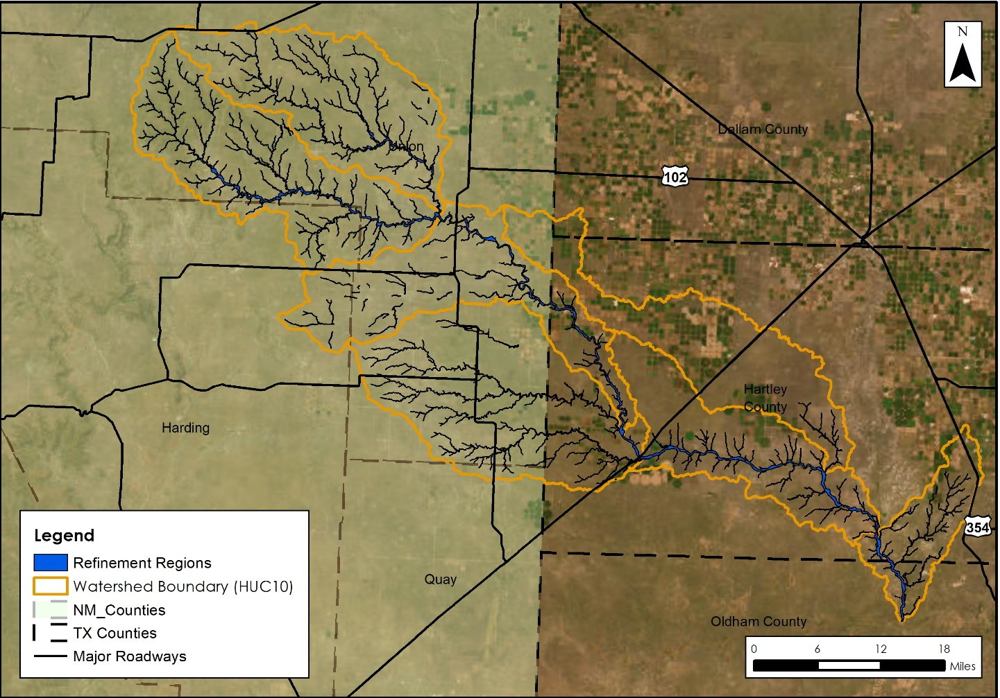 N
Dallam County
Union
102
Hartley
County
Harding
354
Quay
Oldham County
Legend
Refinement Regions
Watershed Boundary (HUC10)
NM_Counties
TX Counties
Major Roadways
0 6 12 18
Miles